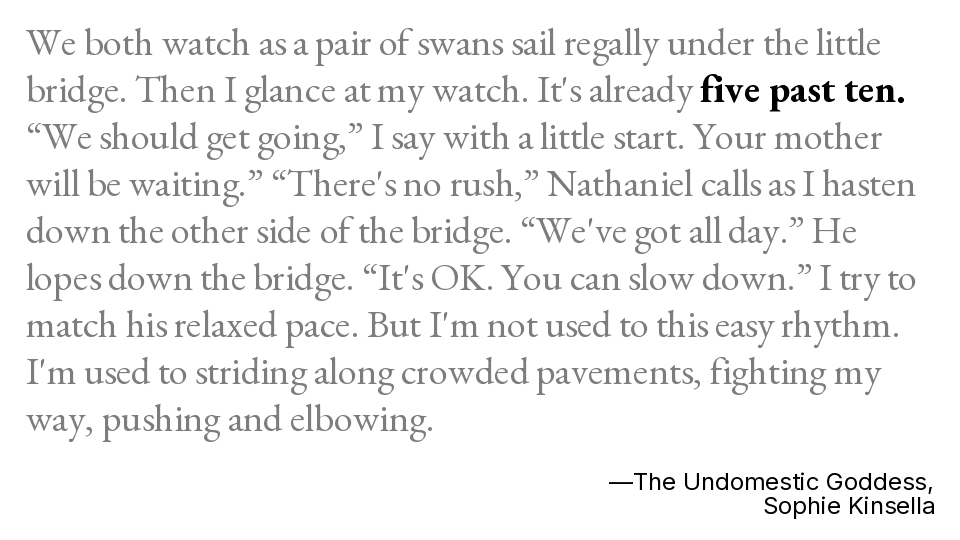 We both watch as a pair of swans sail regally under the little
bridge. Then I glance at my watch. It's already five past ten.
“We should get going,” I say with a little start. Your mother
will be waiting.” “There's no rush,” Nathaniel calls as I hasten
down the other side of the bridge. “We've got all day.” He
lopes down the bridge. “It's OK. You can slow down.” I try to
match his relaxed pace. But I'm not used to this easy rhythm.
I'm used to striding along crowded pavements, fighting my
way, pushing and elbowing.
—The Undomestic Goddess,
Sophie Kinsella